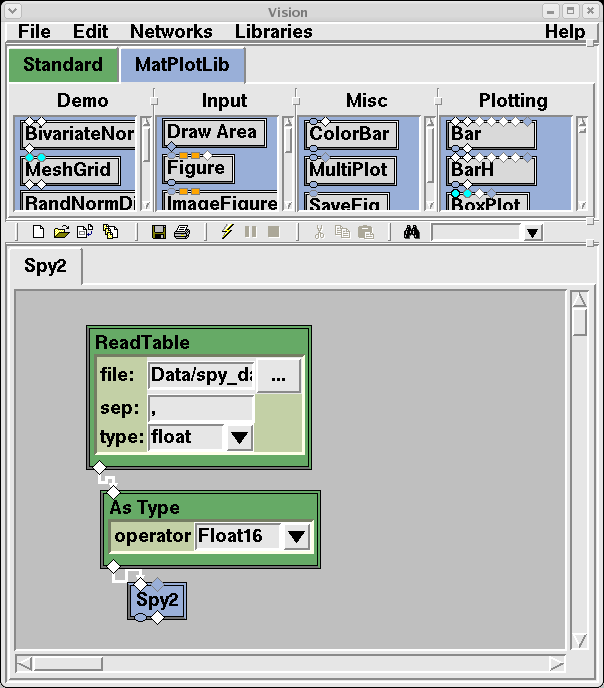 Vision
File Edit Networks Libraries Help
Standard MatPlotLib
Demo Input Misc Plotting
BivariateNor Draw Area ColorBar Bar
MeshGrid Figure MultiPlot BarH
RandNormDi ImageFigure SaveFig BoxPlot
Spy2
ReadTable
file: Data/spy_da ...
sep: ,
type: float
As Type
operator Float16
Spy2